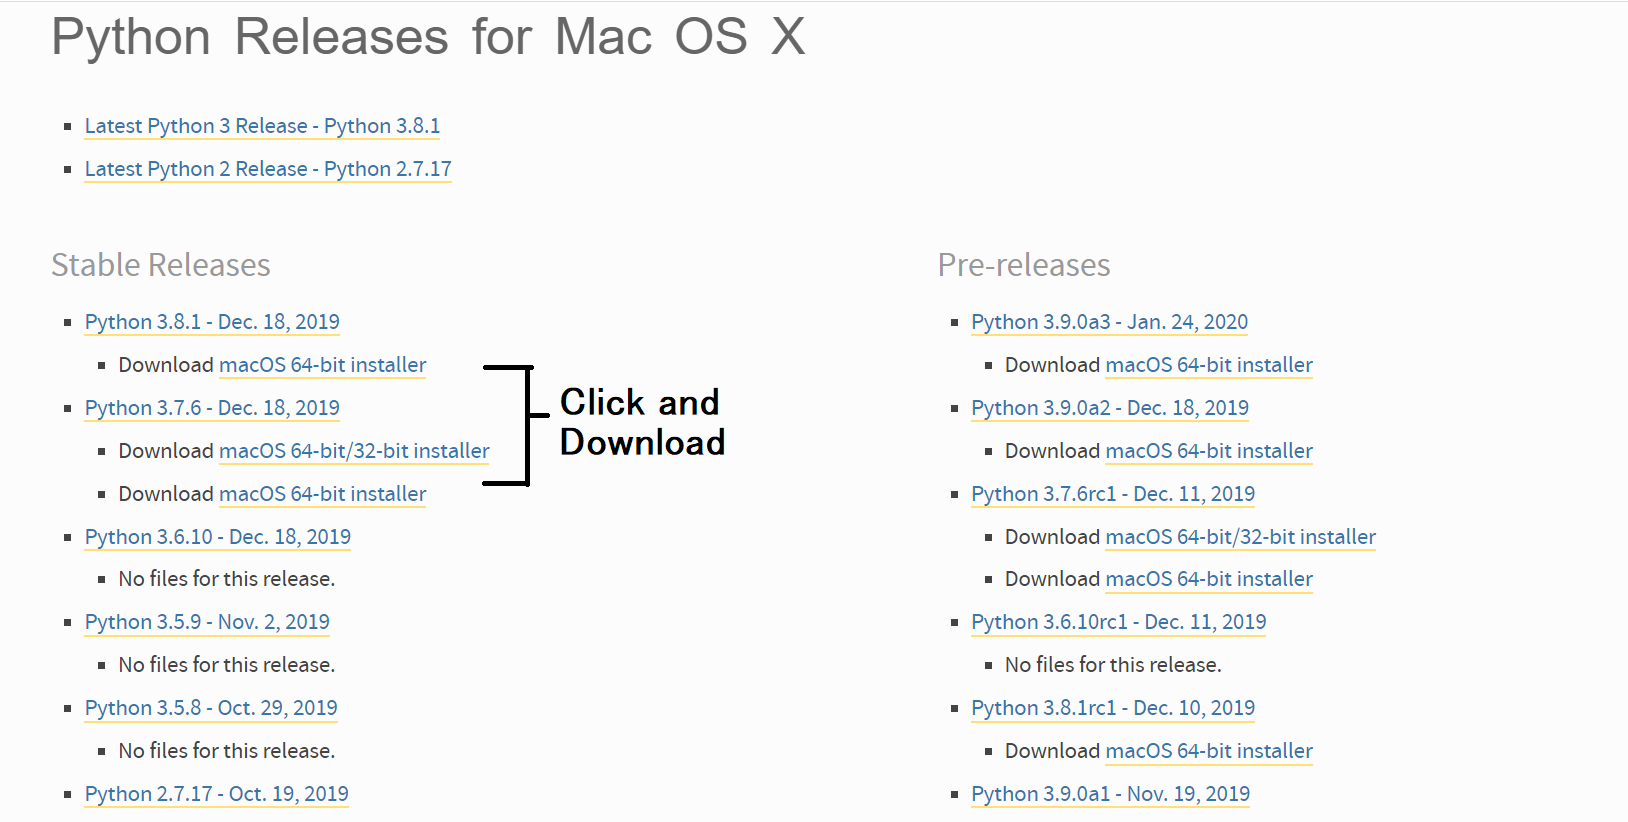 Python Releases for Mac OS X
Latest Python 3 Release - Python 3.8.1
Latest Python 2 Release - Python 2.7.17
Stable Releases
Python 3.8.1 - Dec. 18, 2019
Download macOS 64-bit installer
Python 3.7.6 - Dec. 18, 2019
Download macOS 64-bit/32-bit installer
Download macOS 64-bit installer
Python 3.6.10 - Dec. 18, 2019
No files for this release.
Python 3.5.9 - Nov. 2, 2019
No files for this release.
Python 3.5.8 - Oct. 29, 2019
No files for this release.
Python 2.7.17 - Oct. 19, 2019
Click and
Download
Pre-releases
Python 3.9.0a3 - Jan. 24, 2020
Download macOS 64-bit installer
Python 3.9.0a2 - Dec. 18, 2019
Download macOS 64-bit installer
Python 3.7.6rc1 - Dec. 11, 2019
Download macOS 64-bit/32-bit installer
Download macOS 64-bit installer
Python 3.6.10rc1 - Dec. 11, 2019
No files for this release.
Python 3.8.1rc1 - Dec. 10, 2019
Download macOS 64-bit installer
Python 3.9.0a1 - Nov. 19, 2019